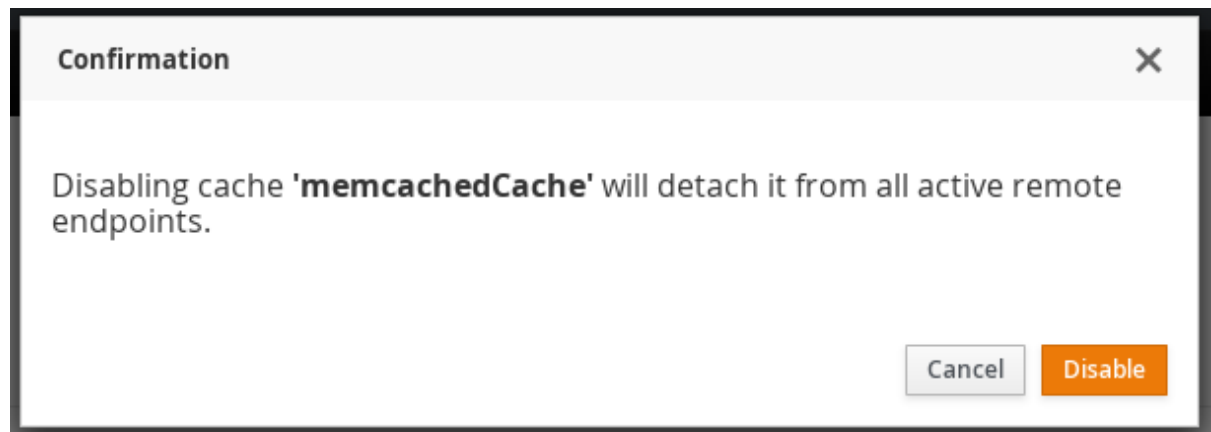 Confirmation
Disabling cache 'memcachedCache' will detach it from all active remote
endpoints.
Cancel Disable